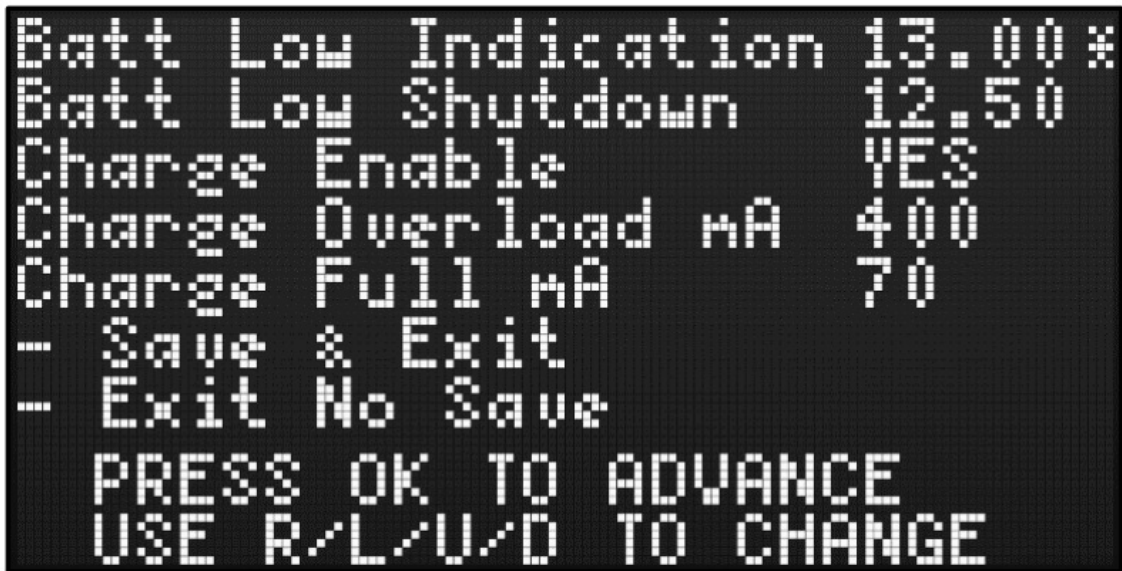 Batt Low Indication 13.00x
Batt Low Shutdown 12.50
Charge Enable YES
Charge Overload mA 400
Charge Full mA 70
- Save & Exit
- Exit No Save
PRESS OK TO ADVANCE
USE R/L/U/D TO CHANGE